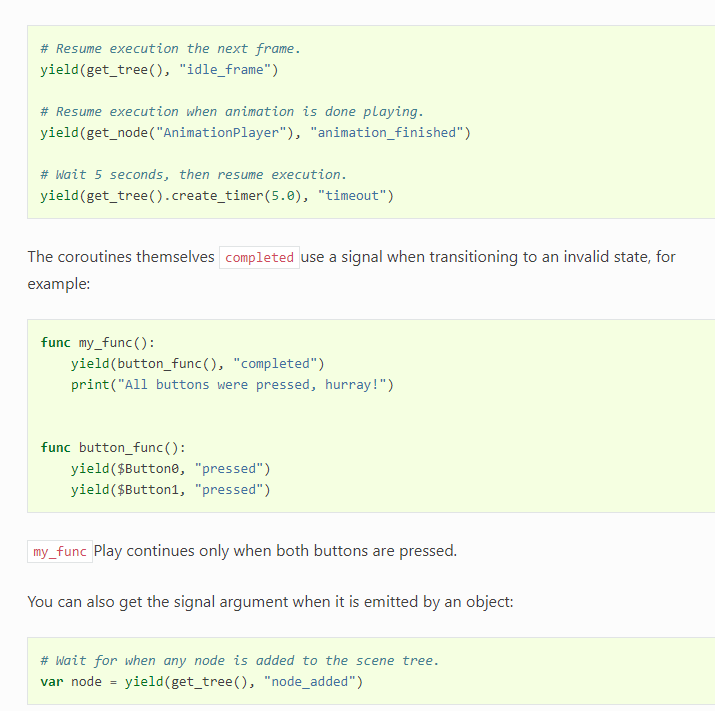 # Resume execution the next frame.
yield(get_tree(), "idle_frame")
# Resume execution when animation is done playing.
yield(get_node("AnimationPlayer"), "animation_finished")
# Wait 5 seconds, then resume execution.
yield(get_tree().create_timer(5.0), "timeout")
The coroutines themselves completed use a signal when transitioning to an invalid state, for
example:
func my_func():
    yield(button_func(), "completed")
    print("All buttons were pressed, hurray!")
func button_func():
    yield($Button0, "pressed")
    yield($Button1, "pressed")
my_func Play continues only when both buttons are pressed.
You can also get the signal argument when it is emitted by an object:
# Wait for when any node is added to the scene tree.
var node = yield(get_tree(), "node_added")